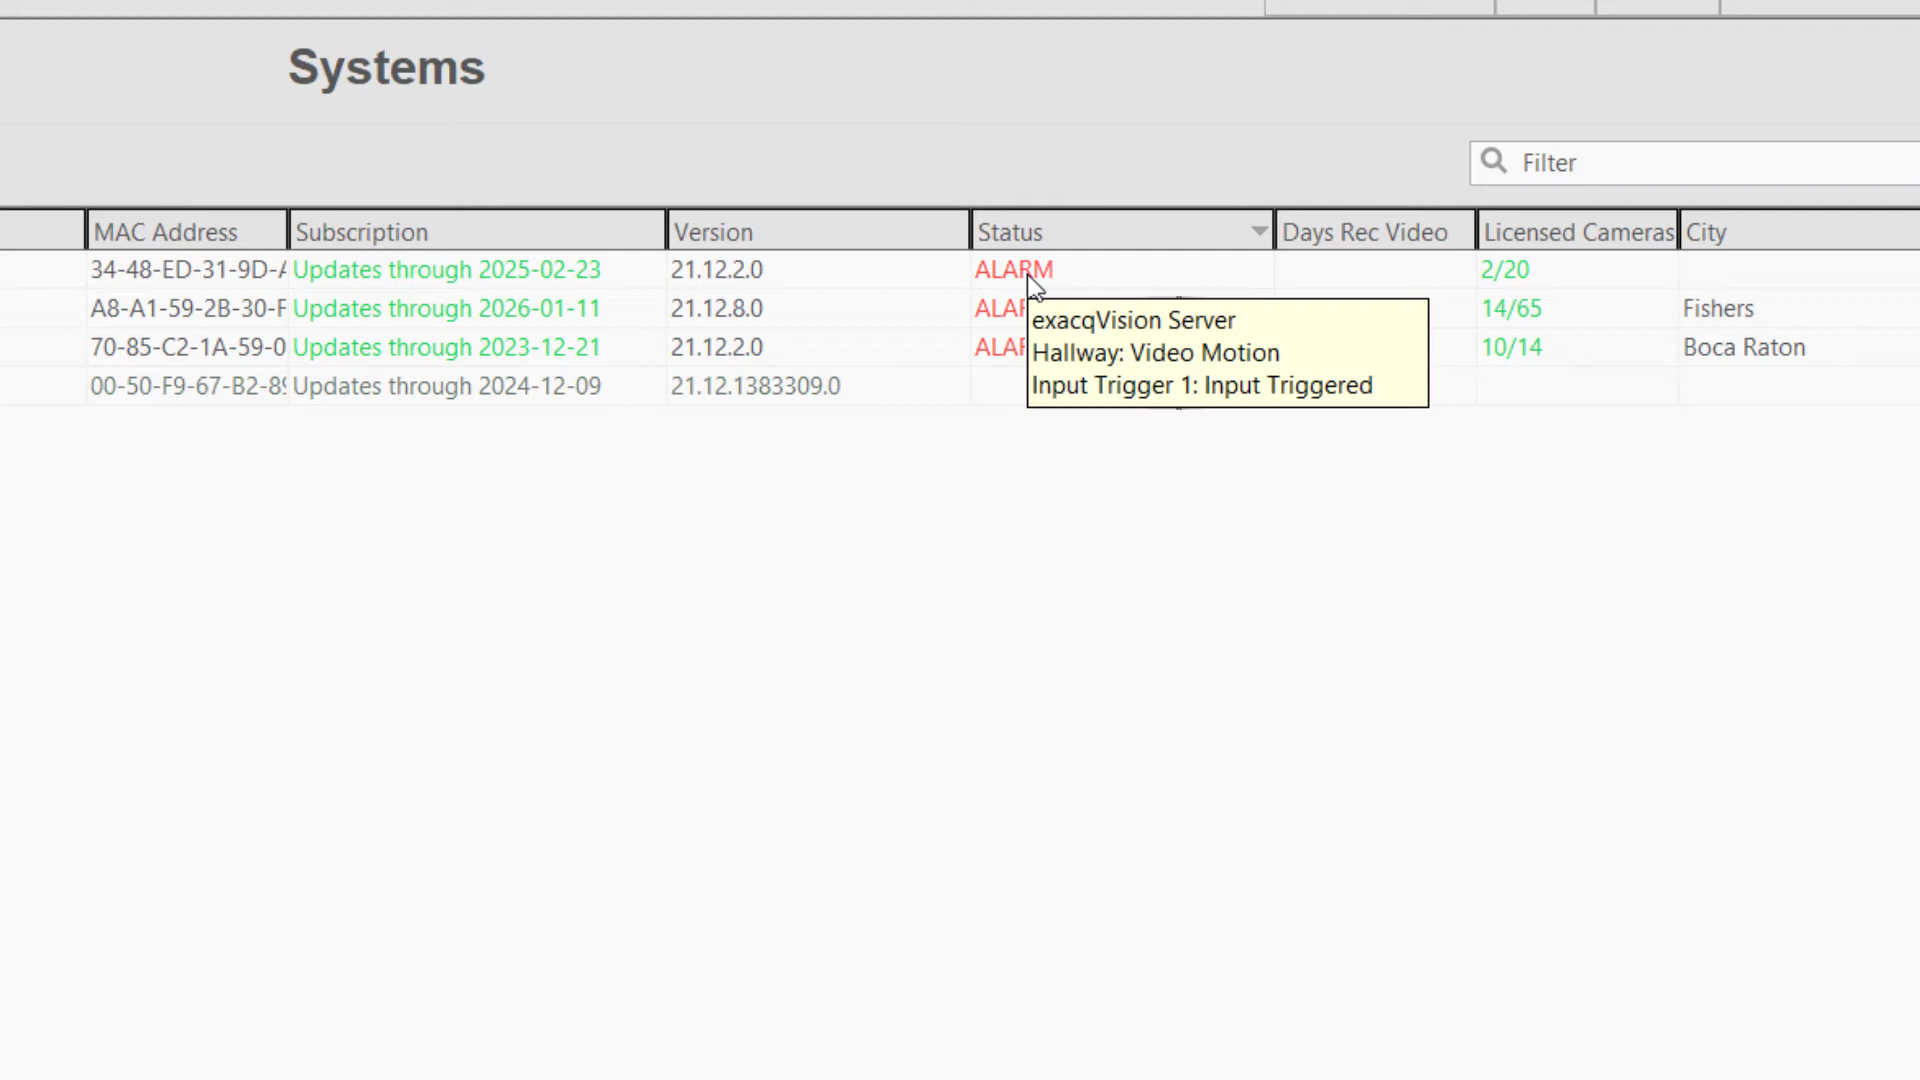 Systems
Filter
MAC Address Subscription Version Status Days Rec Video Licensed Cameras City
34-48-ED-31-9D- Updates through 2025-02-23 21.12.2.0 ALARM 2/20
A8-A1-59-2B-30- Updates through 2026-01-11 21.12.8.0 14/65 Fishers
70-85-C2-1A-59-0 Updates through 2023-12-21 21.12.2.0 10/14 Boca Raton
00-50-F9-67-B2-8 Updates through 2024-12-09 21.12.1383309.0
exacqVision Server
Hallway: Video Motion
Input Trigger 1: Input Triggered